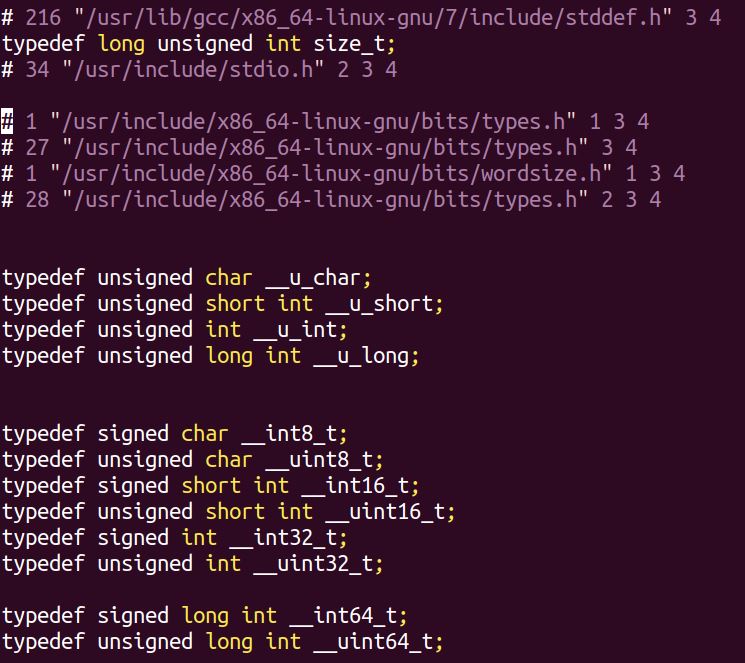 # 216 "/usr/lib/gcc/x86_64-linux-gnu/7/include/stddef.h" 3 4
typedef long unsigned int size_t;
# 34 "/usr/include/stdio.h" 2 3 4
# 1 "/usr/include/x86_64-linux-gnu/bits/types.h" 1 3 4
# 27 "/usr/include/x86_64-linux-gnu/bits/types.h" 3 4
# 1 "/usr/include/x86_64-linux-gnu/bits/wordsize.h" 1 3 4
# 28 "/usr/include/x86_64-linux-gnu/bits/types.h" 2 3 4
typedef unsigned char __u_char;
typedef unsigned short int __u_short;
typedef unsigned int __u_int;
typedef unsigned long int __u_long;
typedef signed char __int8_t;
typedef unsigned char __uint8_t;
typedef signed short int __int16_t;
typedef unsigned short int __uint16_t;
typedef signed int __int32_t;
typedef unsigned int __uint32_t;
typedef signed long int __int64_t;
typedef unsigned long int __uint64_t;